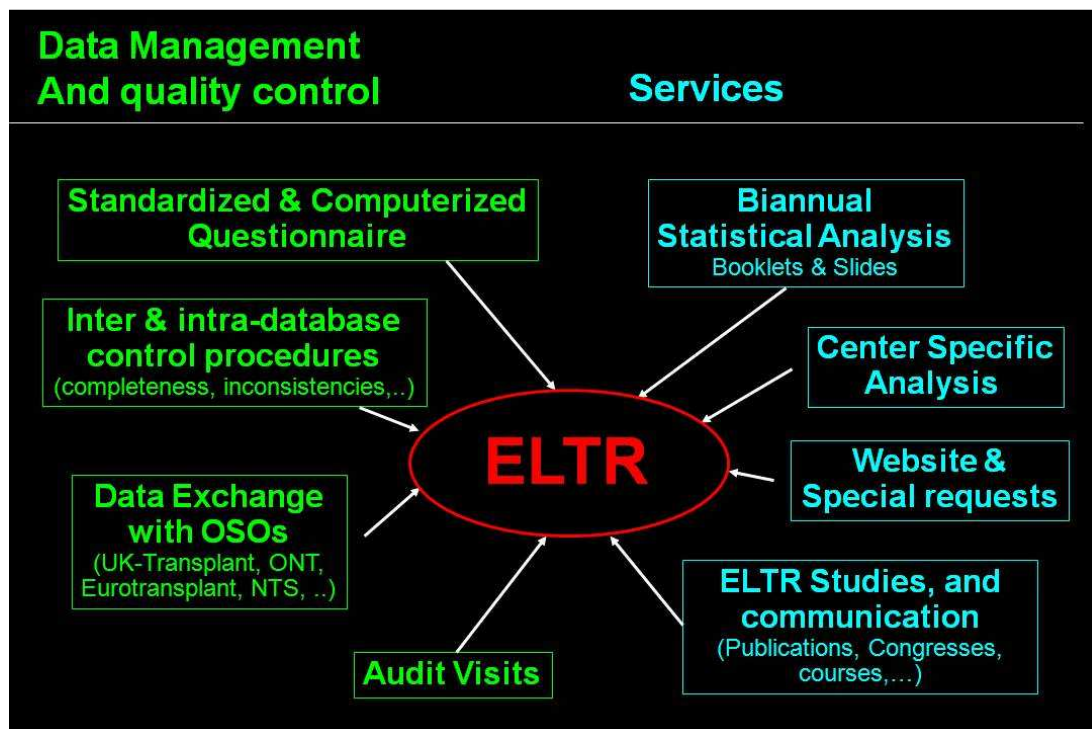 Data Management
And quality control
Services
Standardized & Computerized
Questionnaire
Inter & intra-database
control procedures
(completeness, inconsistencies,..)
Data Exchange
with OSOs
(UK-Transplant, ONT,
Eurotransplant, NTS, ..)
Audit Visits
ELTR
Biannual
Statistical Analysis
Booklets & Slides
Center Specific
Analysis
Website &
Special requests
ELTR Studies, and
communication
(Publications, Congresses,
courses,...)